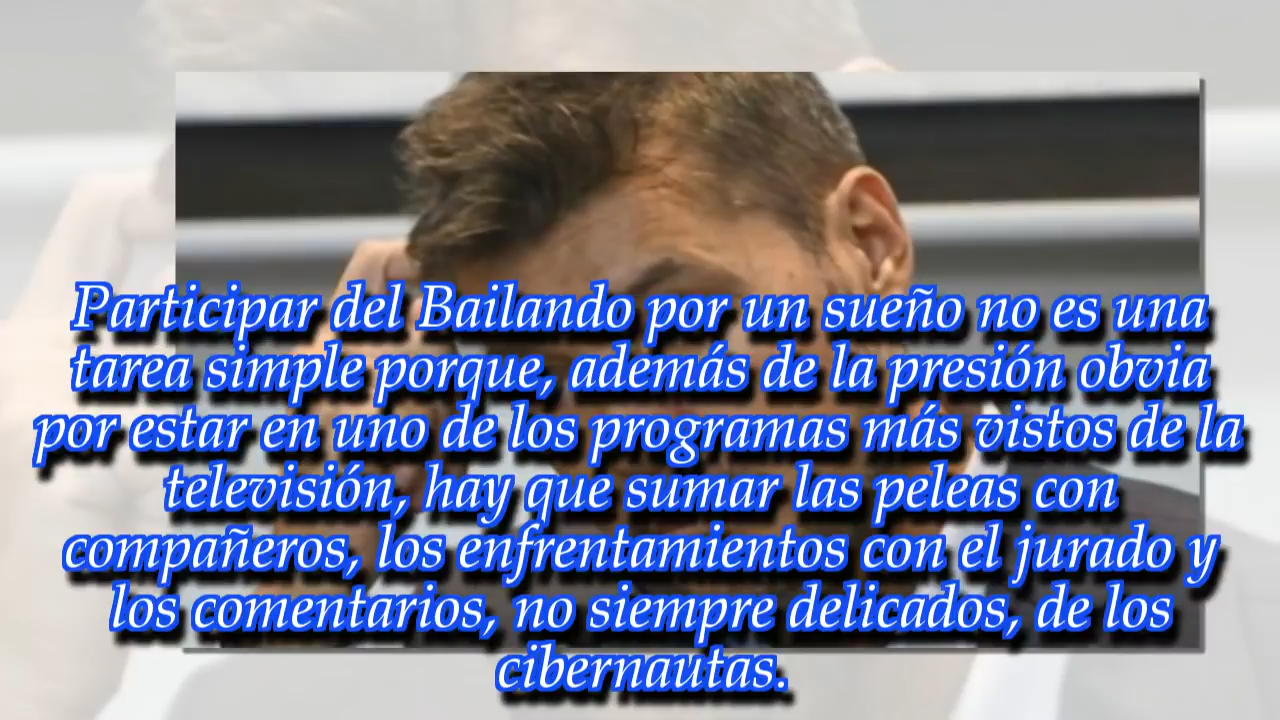 Participar del Bailando por un sueño no es una
tarea simple porque, además de la presión obvia
por estar en uno de los programas más vistos de la
televisión, hay que sumar las peleas con
compañeros, los enfrentamientos con el jurado y
los comentarios, no siempre delicados, de los
cibernautas.